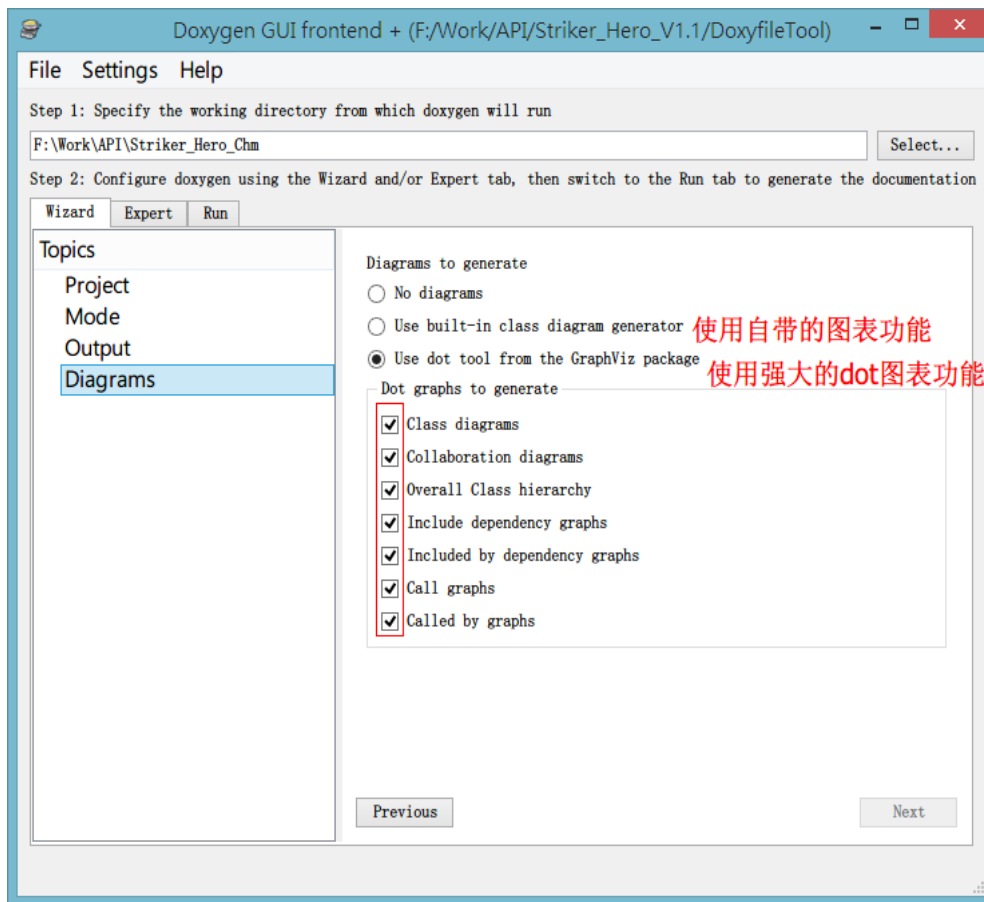 Doxygen GUI frontend + (F:/Work/API/Striker_Hero_V1.1/DoxyfileTool)
File Settings Help
Step 1: Specify the working directory from which doxygen will run
F:\Work\API\Striker_Hero_Chm
Select...
Step 2: Configure doxygen using the Wizard and/or Expert tab, then switch to the Run tab to generate the documentation
Wizard Expert Run
Topics
Project
Mode
Output
Diagrams
Diagrams to generate
No diagrams
Use built-in class diagram generator 使用自带的图表功能
Use dot tool from the GraphViz package 使用强大的dot图表功能
Dot graphs to generate
Class diagrams
Collaboration diagrams
Overall Class hierarchy
Include dependency graphs
Included by dependency graphs
Call graphs
Called by graphs
Previous
Next